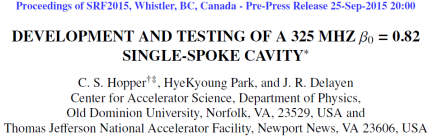 Proceedings of SRF2015, Whistler, BC, Canada - Pre-Press Release 25-Sep-2015 20:00
DEVELOPMENT AND TESTING OF A 325 MHZ β₀ = 0.82
SINGLE-SPOKE CAVITY*
C. S. Hopper†‡, HyeKyoung Park, and J. R. Delayen
Center for Accelerator Science, Department of Physics,
Old Dominion University, Norfolk, VA, 23529, USA and
Thomas Jefferson National Accelerator Facility, Newport News, VA 23606, USA